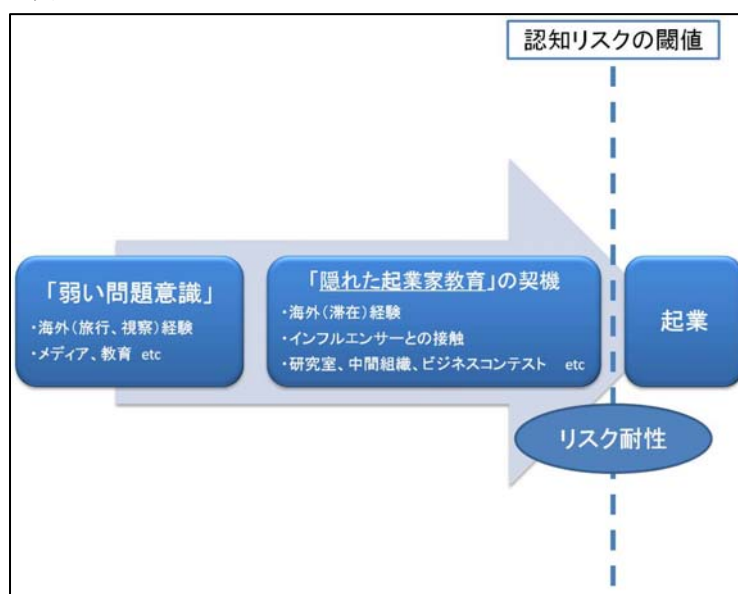 認知リスクの閾値
「弱い問題意識」
・海外(旅行、視察)経験
・メディア、教育 etc
「隠れた起業家教育」の契機
・海外(滞在)経験
・インフルエンサーとの接触
・研究室、中間組織、ビジネスコンテスト etc
起業
リスク耐性